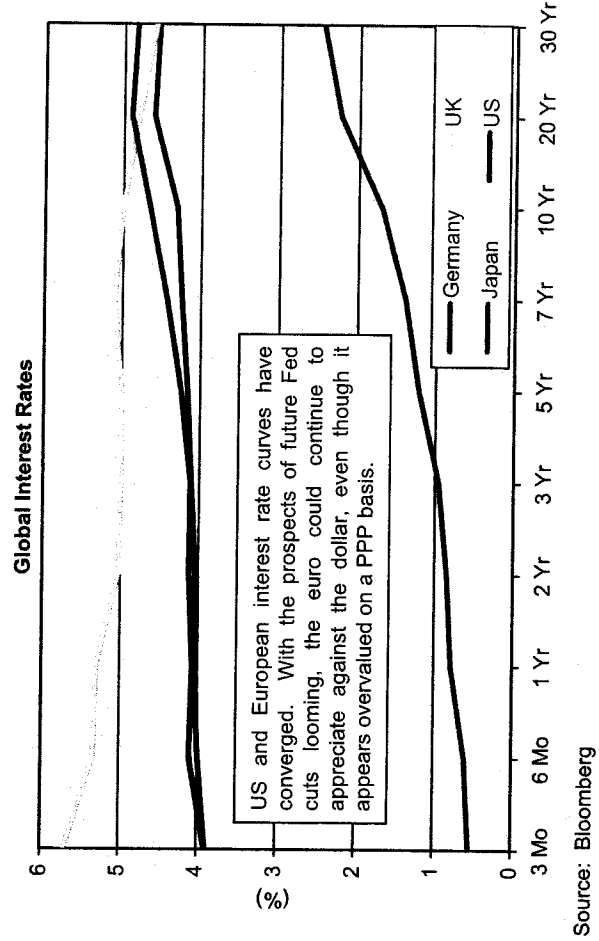 Global Interest Rates
6
5
4
3
2
1
0
(%)
US and European interest rate curves have
converged. With the prospects of future Fed
cuts looming, the euro could continue to
appreciate against the dollar, even though it
appears overvalued on a PPP basis.
Germany UK
Japan US
3 Mo 6 Mo 1 Yr 2 Yr 3 Yr 5 Yr 7 Yr 10 Yr 20 Yr 30 Yr
Source: Bloomberg